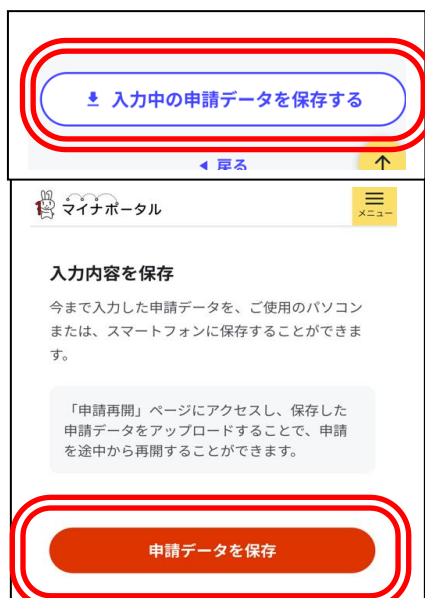 入力中の申請データを保存する
戻る
マイナポータル
メニュー
入力内容を保存
今まで入力した申請データを、ご使用のパソコン
または、スマートフォンに保存することができま
す。
「申請再開」ページにアクセスし、保存した
申請データをアップロードすることで、申請
を途中から再開することができます。
申請データを保存